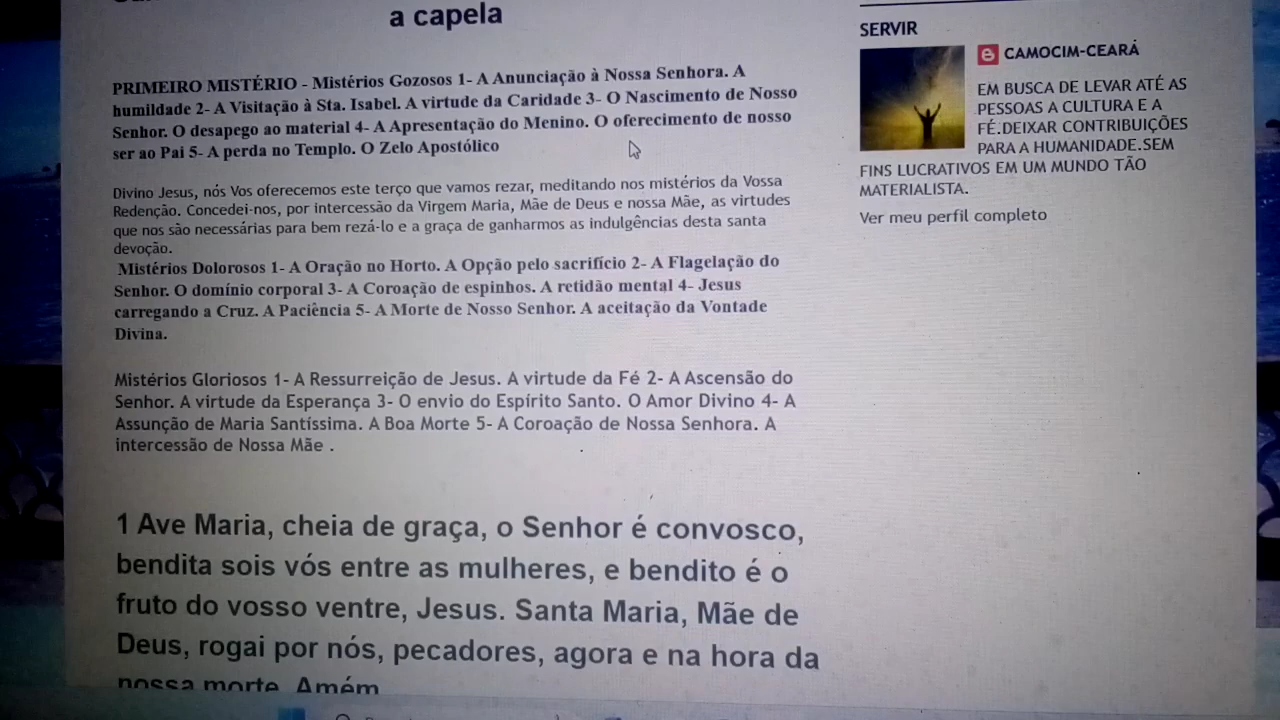 a capela
PRIMEIRO MISTÉRIO - Mistérios Gozosos 1- A Anunciação à Nossa Senhora. A
humildade 2- A Visitação à Sta. Isabel. A virtude da Caridade 3- O Nascimento de Nosso
Senhor. O desapego ao material 4- A Apresentação do Menino. O oferecimento de nosso
ser ao Pai 5- A perda no Templo. O Zelo Apostólico
Divino Jesus, nós Vos oferecemos este terço que vamos rezar, meditando nos mistérios da Vossa
Redenção. Concedei-nos, por intercessão da Virgem Maria, Mãe de Deus e nossa Mãe, as virtudes
que nos são necessárias para bem rezá-lo e a graça de ganharmos as indulgências desta santa
devoção.
Mistérios Dolorosos 1- A Oração no Horto. A Opção pelo sacrifício 2- A Flagelação do
Senhor. O domínio corporal 3- A Coroação de espinhos. A retidão mental 4- Jesus
carregando a Cruz. A Paciência 5- A Morte de Nosso Senhor. A aceitação da Vontade
Divina.
Mistérios Gloriosos 1- A Ressurreição de Jesus. A virtude da Fé 2- A Ascensão do
Senhor. A virtude da Esperança 3- O envio do Espírito Santo. O Amor Divino 4- A
Assunção de Maria Santíssima. A Boa Morte 5- A Coroação de Nossa Senhora. A
intercessão de Nossa Mãe .
1 Ave Maria, cheia de graça, o Senhor é convosco,
bendita sois vós entre as mulheres, e bendito é o
fruto do vosso ventre, Jesus. Santa Maria, Mãe de
Deus, rogai por nós, pecadores, agora e na hora da
nossa morte. Amém
SERVIR
CAMOCIM-CEARÁ
EM BUSCA DE LEVAR ATÉ AS
PESSOAS A CULTURA E A
FÉ.DEIXAR CONTRIBUIÇÕES
PARA A HUMANIDADE.SEM
FINS LUCRATIVOS EM UM MUNDO TÃO
MATERIALISTA.
Ver meu perfil completo